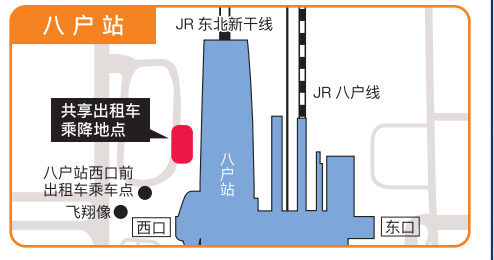 八户站
JR 东北新干线
JR 八户线
共享出租车
乘降地点
八户站
八户站西口前
出租车乘车点
飞翔像
西口
东口